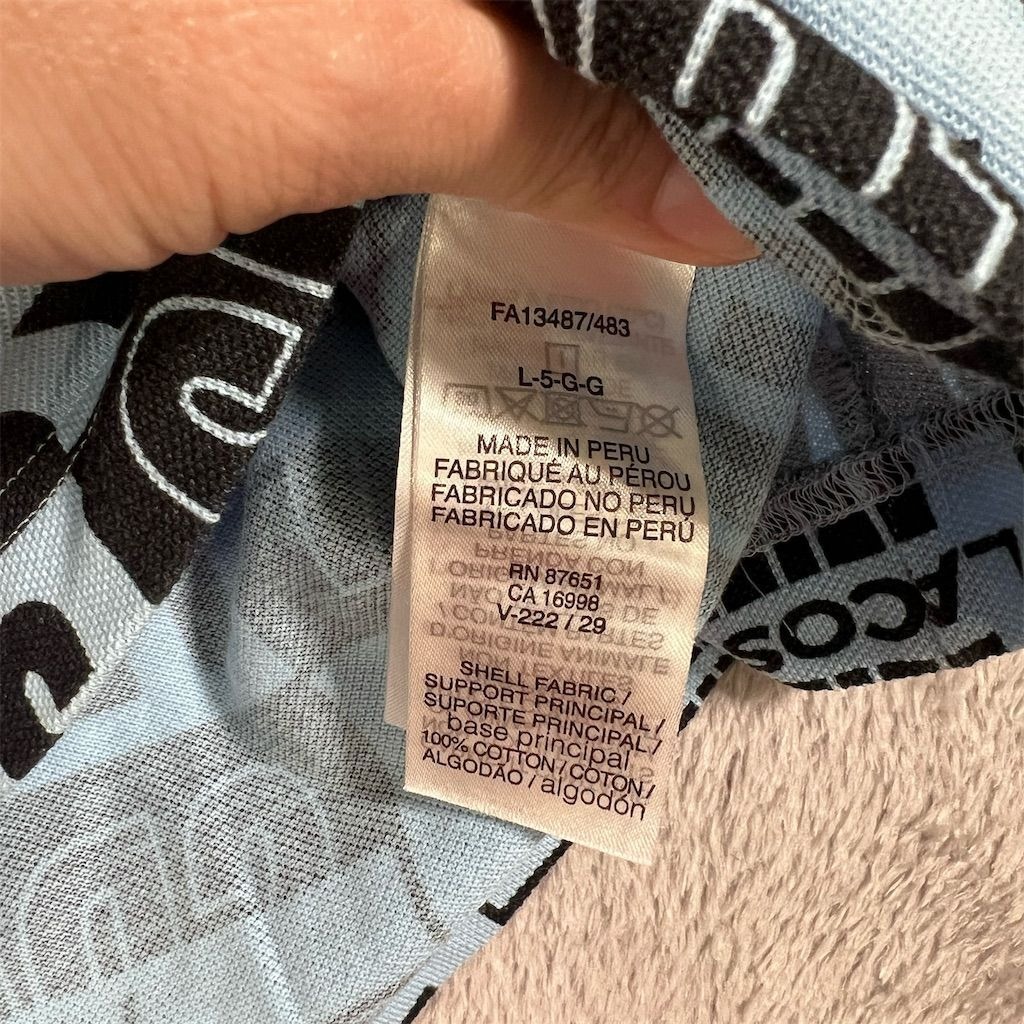 FA13487/483
L-5-G-G
MADE IN PERU
FABRIQUÉ AU PÉROU
FABRICADO NO PERU
FABRICADO EN PERÚ
RN 87651
CA 16998
V-222 / 29
SHELL FABRIC /
SUPPORT PRINCIPAL /
SUPORTE PRINCIPAL /
base principal
100% COTTON / COTON /
ALGODÃO / algodón
LACOS